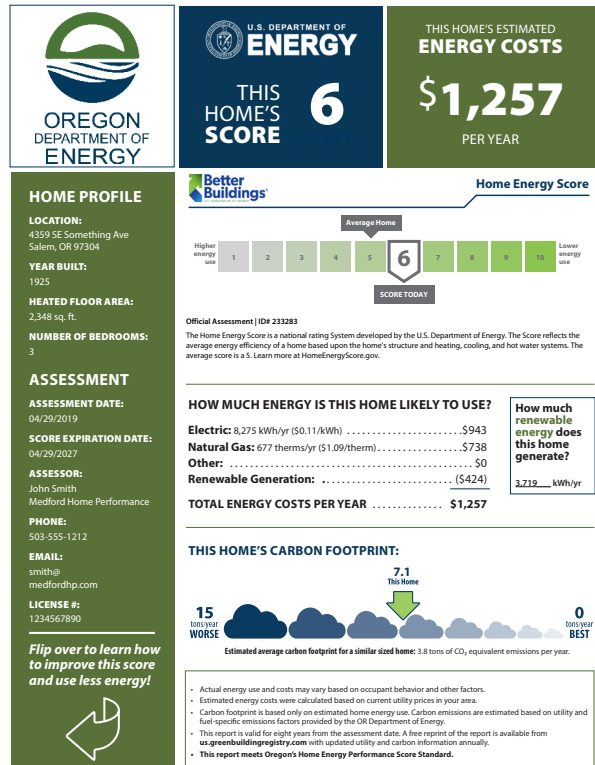 OREGON
DEPARTMENT OF
ENERGY
U.S. DEPARTMENT OF
ENERGY
THIS
HOME'S
SCORE
6
THIS HOME'S ESTIMATED
ENERGY COSTS
$1,257
PER YEAR
HOME PROFILE
LOCATION:
4359 SE Something Ave
Salem, OR 97304
YEAR BUILT:
1925
HEATED FLOOR AREA:
2,348 sq. ft.
NUMBER OF BEDROOMS:
3
ASSESSMENT
ASSESSMENT DATE:
04/29/2019
SCORE EXPIRATION DATE:
04/29/2027
ASSESSOR:
John Smith
Medford Home Performance
PHONE:
503-555-1212
EMAIL:
smith@
medfordhp.com
LICENSE #:
1234567890
Flip over to learn how
to improve this score
and use less energy!
Better
Buildings®
Home Energy Score
Average Home
Higher
energy
use
1 2 3 4 5 6 7 8 9 10
Lower
energy
use
SCORE TODAY
Official Assessment | ID# 233283
The Home Energy Score is a national rating System developed by the U.S. Department of Energy. The Score reflects the
average energy efficiency of a home based upon the home's structure and heating, cooling, and hot water systems. The
average score is a 5. Learn more at HomeEnergyScore.gov.
HOW MUCH ENERGY IS THIS HOME LIKELY TO USE?
Electric: 8,275 kWh/yr ($0.11/kWh) ........................ $943
Natural Gas: 677 therms/yr ($1.09/therm) ................ $738
Other: ........................................ $0
Renewable Generation: . ........................ ($424)
TOTAL ENERGY COSTS PER YEAR ............. $1,257
How much
renewable
energy does
this home
generate?
3,719___ kWh/yr
THIS HOME'S CARBON FOOTPRINT:
7.1
This Home
15
tons/year
WORSE
0
tons/year
BEST
Estimated average carbon footprint for a similar sized home: 3.8 tons of CO₂ equivalent emissions per year.
• Actual energy use and costs may vary based on occupant behavior and other factors.
• Estimated energy costs were calculated based on current utility prices in your area.
• Carbon footprint is based only on estimated home energy use. Carbon emissions are estimated based on utility and
fuel-specific emissions factors provided by the OR Department of Energy.
• This report is valid for eight years from the assessment date. A free reprint of the report is available from
us.greenbuildingregistry.com with updated utility and carbon information annually.
• This report meets Oregon's Home Energy Performance Score Standard.